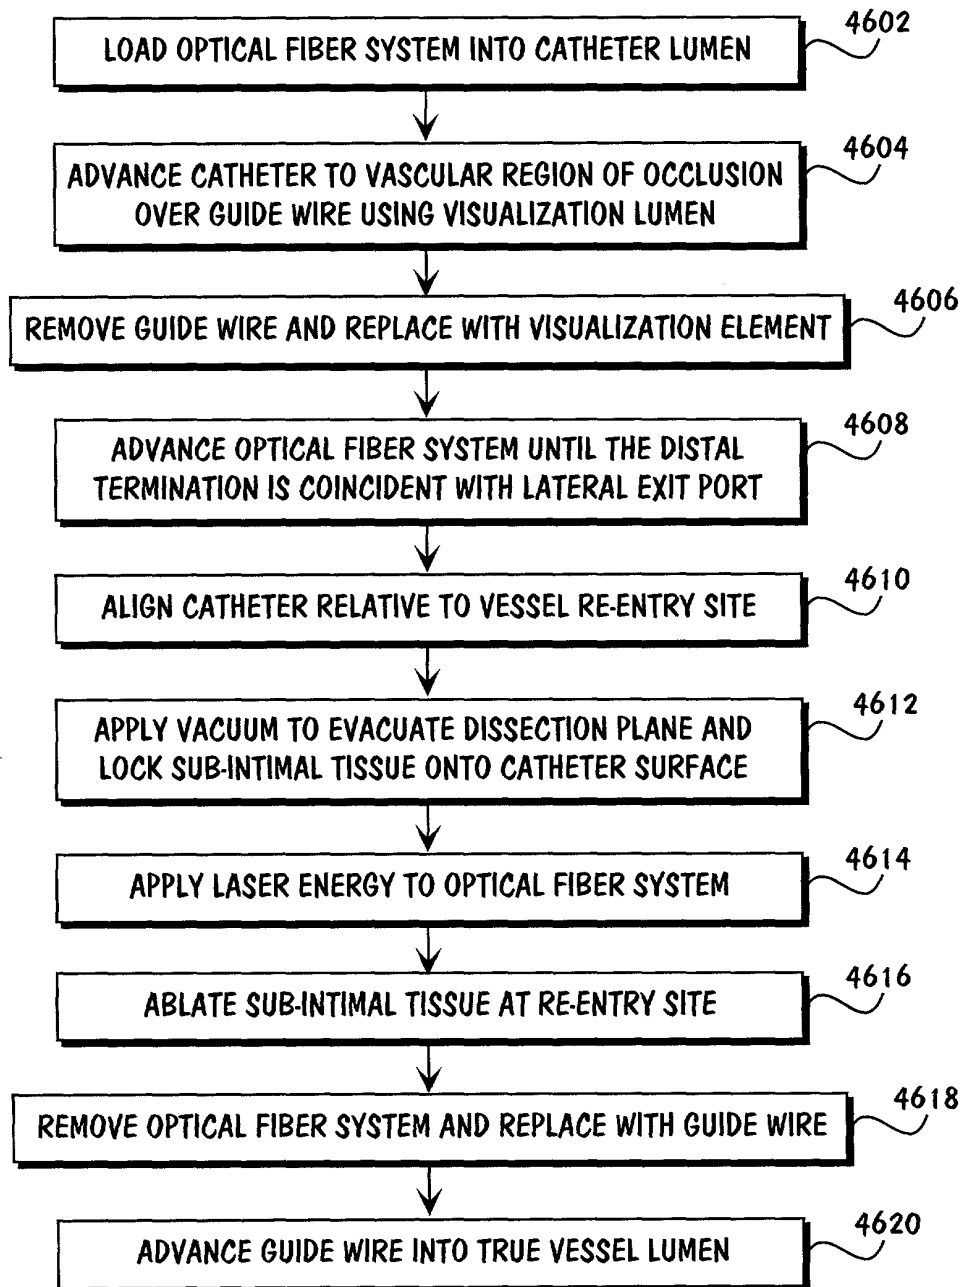 4602
LOAD OPTICAL FIBER SYSTEM INTO CATHETER LUMEN
4604
ADVANCE CATHETER TO VASCULAR REGION OF OCCLUSION
OVER GUIDE WIRE USING VISUALIZATION LUMEN
4606
REMOVE GUIDE WIRE AND REPLACE WITH VISUALIZATION ELEMENT
4608
ADVANCE OPTICAL FIBER SYSTEM UNTIL THE DISTAL
TERMINATION IS COINCIDENT WITH LATERAL EXIT PORT
4610
ALIGN CATHETER RELATIVE TO VESSEL RE-ENTRY SITE
4612
APPLY VACUUM TO EVACUATE DISSECTION PLANE AND
LOCK SUB-INTIMAL TISSUE ONTO CATHETER SURFACE
4614
APPLY LASER ENERGY TO OPTICAL FIBER SYSTEM
4616
ABLATE SUB-INTIMAL TISSUE AT RE-ENTRY SITE
4618
REMOVE OPTICAL FIBER SYSTEM AND REPLACE WITH GUIDE WIRE
4620
ADVANCE GUIDE WIRE INTO TRUE VESSEL LUMEN